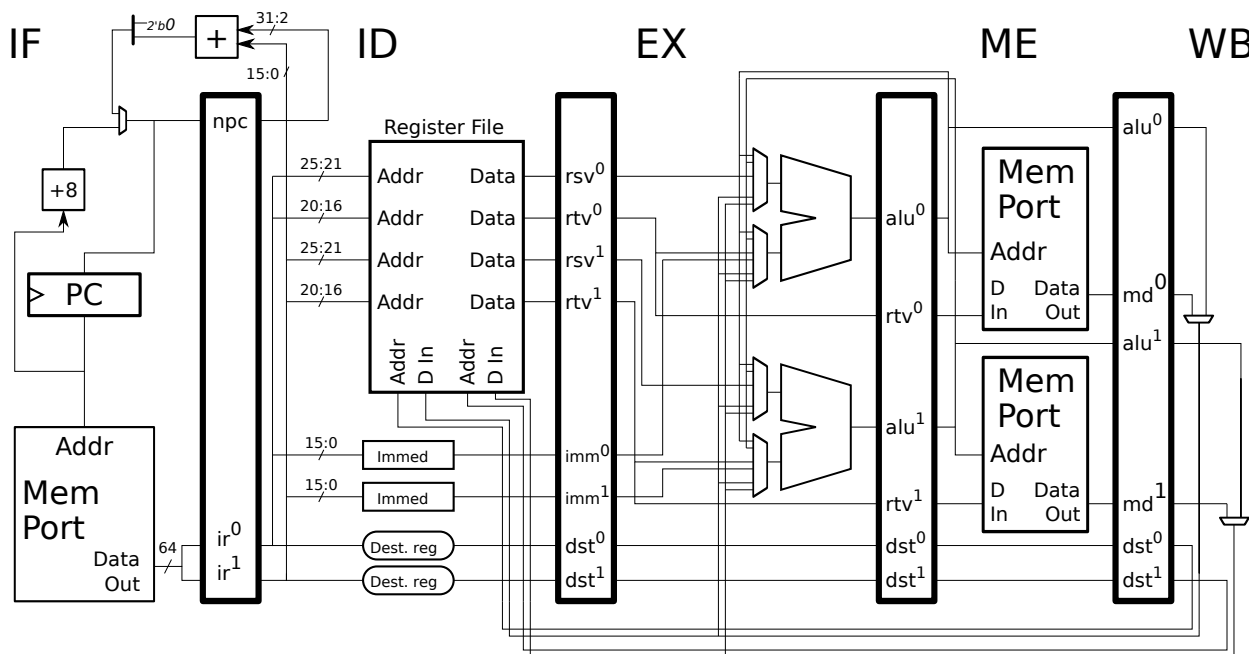 IF
ID
EX
ME
WB
2'b0
+
31:2
15:0
+8
PC
Addr
Mem
Port
Data
Out
64
npc
ir0
ir1
Register File
25:21
Addr
Data
20:16
Addr
Data
25:21
Addr
Data
20:16
Addr
Data
Addr
D In
Addr
D In
15:0
Immed
15:0
Immed
Dest. reg
Dest. reg
rsv0
rtv0
rsv1
rtv1
imm0
imm1
dst0
dst1
alu0
rtv0
alu1
rtv1
dst0
dst1
Mem
Port
Addr
D
In
Data
Out
Mem
Port
Addr
D
In
Data
Out
alu0
md0
alu1
md1
dst0
dst1